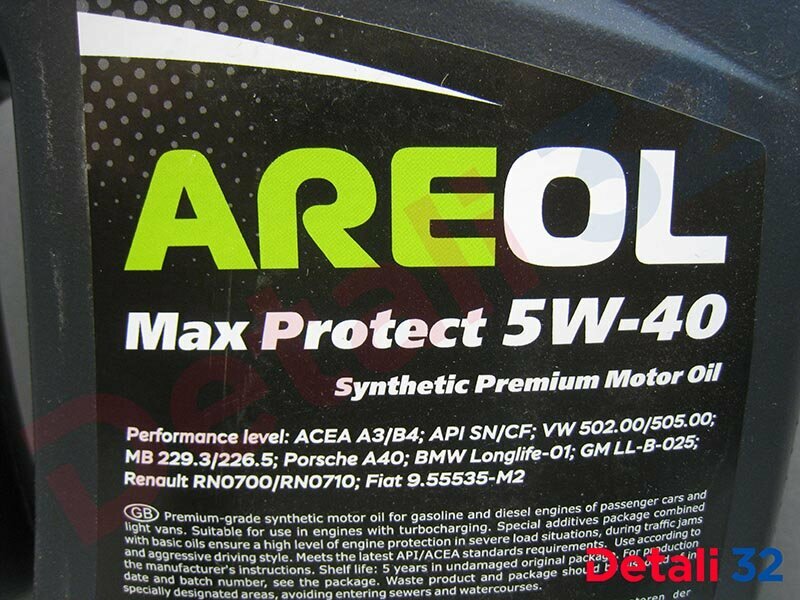 AREOL
Max Protect 5W-40
Synthetic Premium Motor Oil
Performance level: ACEA A3/B4; API SN/CF; VW 502.00/505.00;
MB 229.3/226.5; Porsche A40; BMW Longlife-01; GM LL-B-025;
Renault RN0700/RN0710; Fiat 9.55535-M2
GB Premium-grade synthetic motor oil for gasoline and diesel engines of passenger cars and
light vans. Suitable for use in engines with turbocharging. Special additives package combined
with basic oils ensure a high level of engine protection in severe load situations, during traffic jams
and aggressive driving style. Meets the latest API/ACEA standards requirements. Use according to
the manufacturer's instructions. Shelf life: 5 years in undamaged original package. For production
date and batch number, see the package. Waste product and package should be
specially designated areas, avoiding entering sewers and watercourses.
Detali 32
Detali 32